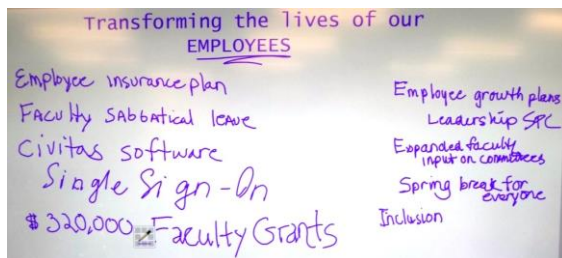 Transforming the lives of our
EMPLOYEES
Employee insurance plan
Faculty Sabbatical leave
Civitas software
Single Sign-On
$320,000 Faculty Grants
Employee growth plans
Leadership SPC
Expanded faculty
input on committees
Spring break for
everyone
Inclusion